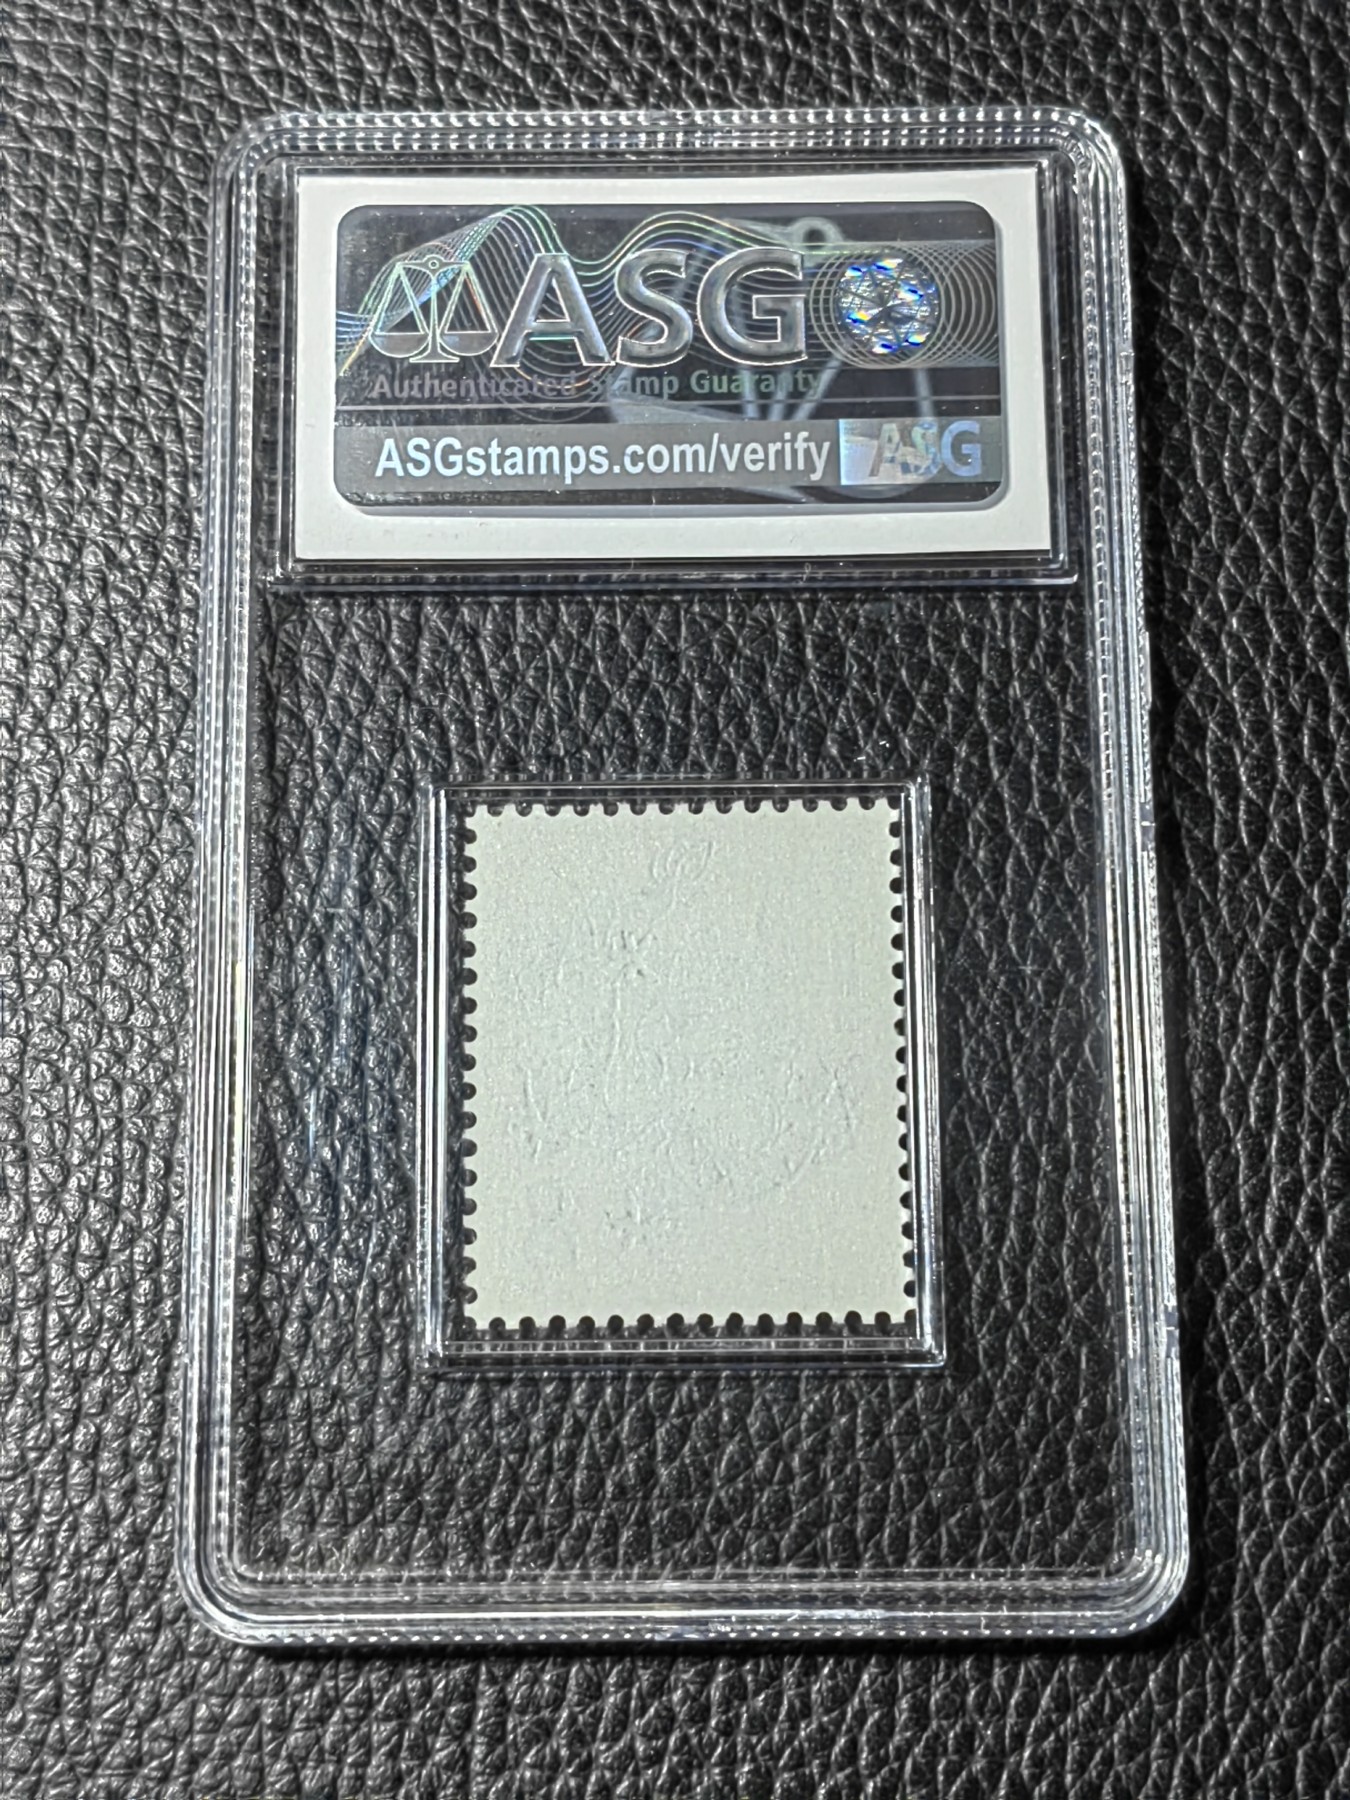 ASG
Authenticated Stamp Guaranty
ASGstamps.com/verify ASG